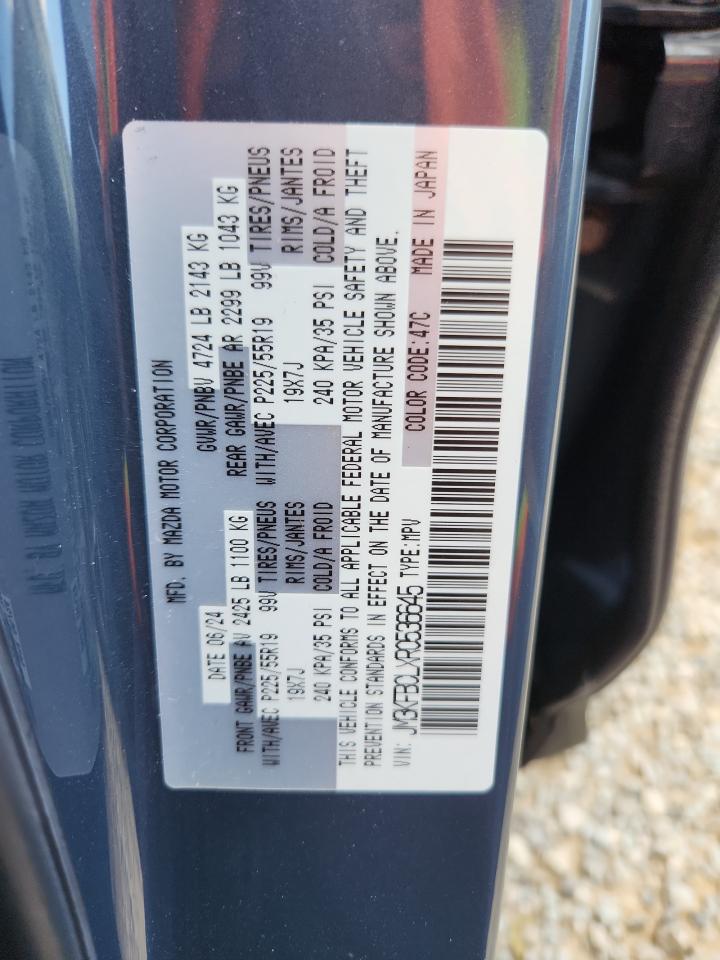 MFD. BY MAZDA MOTOR CORPORATION
DATE 06/24 GVWR/PNBV 4724 LB 2143 KG
FRONT GAWR/PNBE AV 2425 LB 1100 KG REAR GAWR/PNBE AR 2299 LB 1043 KG
WITH/AVEC P225/55R19 99V TIRES/PNEUS WITH/AVEC P225/55R19 99V TIRES/PNEUS
19X7J RIMS/JANTES 19X7J RIMS/JANTES
240 KPA/35 PSI COLD/A FROID 240 KPA/35 PSI COLD/A FROID
THIS VEHICLE CONFORMS TO ALL APPLICABLE FEDERAL MOTOR VEHICLE SAFETY AND THEFT
PREVENTION STANDARDS IN EFFECT ON THE DATE OF MANUFACTURE SHOWN ABOVE.
VIN: JM3KFBCLXR0536645 TYPE:MPV COLOR CODE:47C MADE IN JAPAN